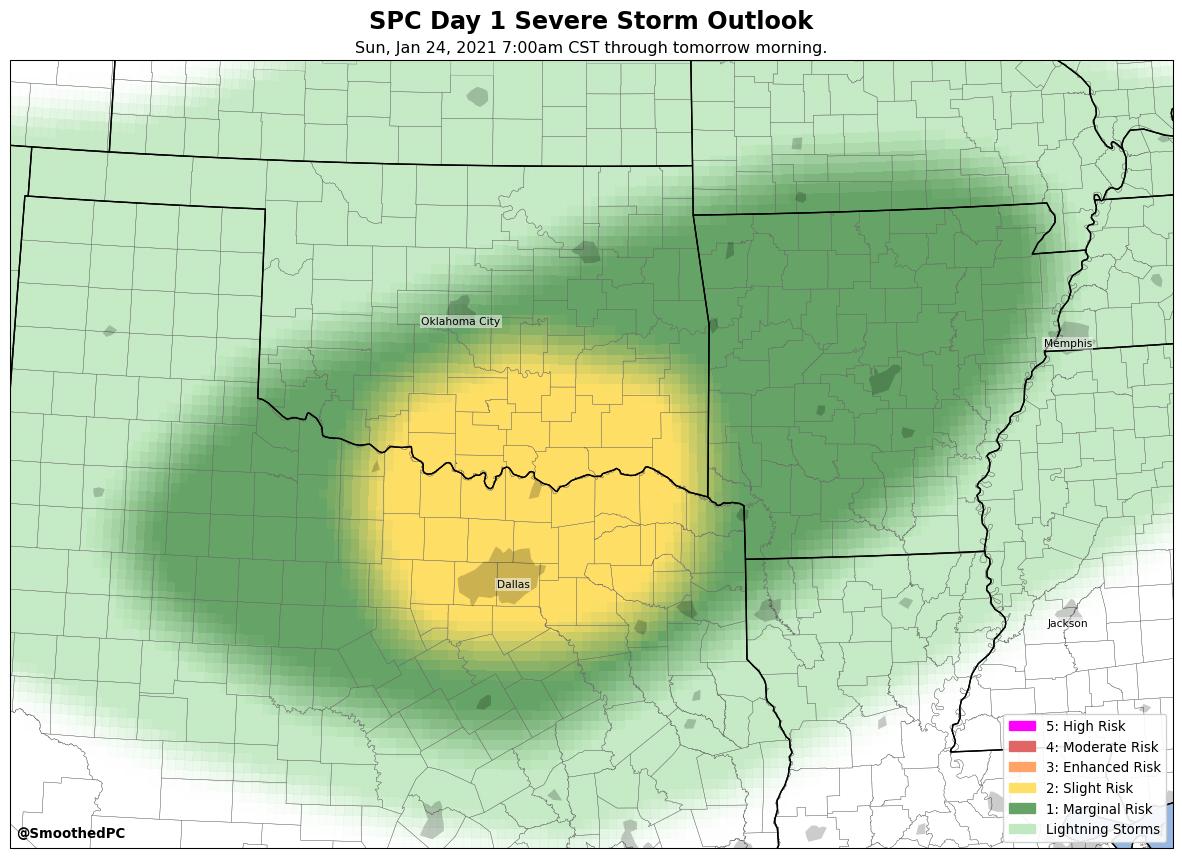 SPC Day 1 Severe Storm Outlook
Sun, Jan 24, 2021 7:00am CST through tomorrow morning.
Oklahoma City
Memphis
Dallas
Jackson
5: High Risk
4: Moderate Risk
3: Enhanced Risk
2: Slight Risk
1: Marginal Risk
Lightning Storms
@SmoothedPC